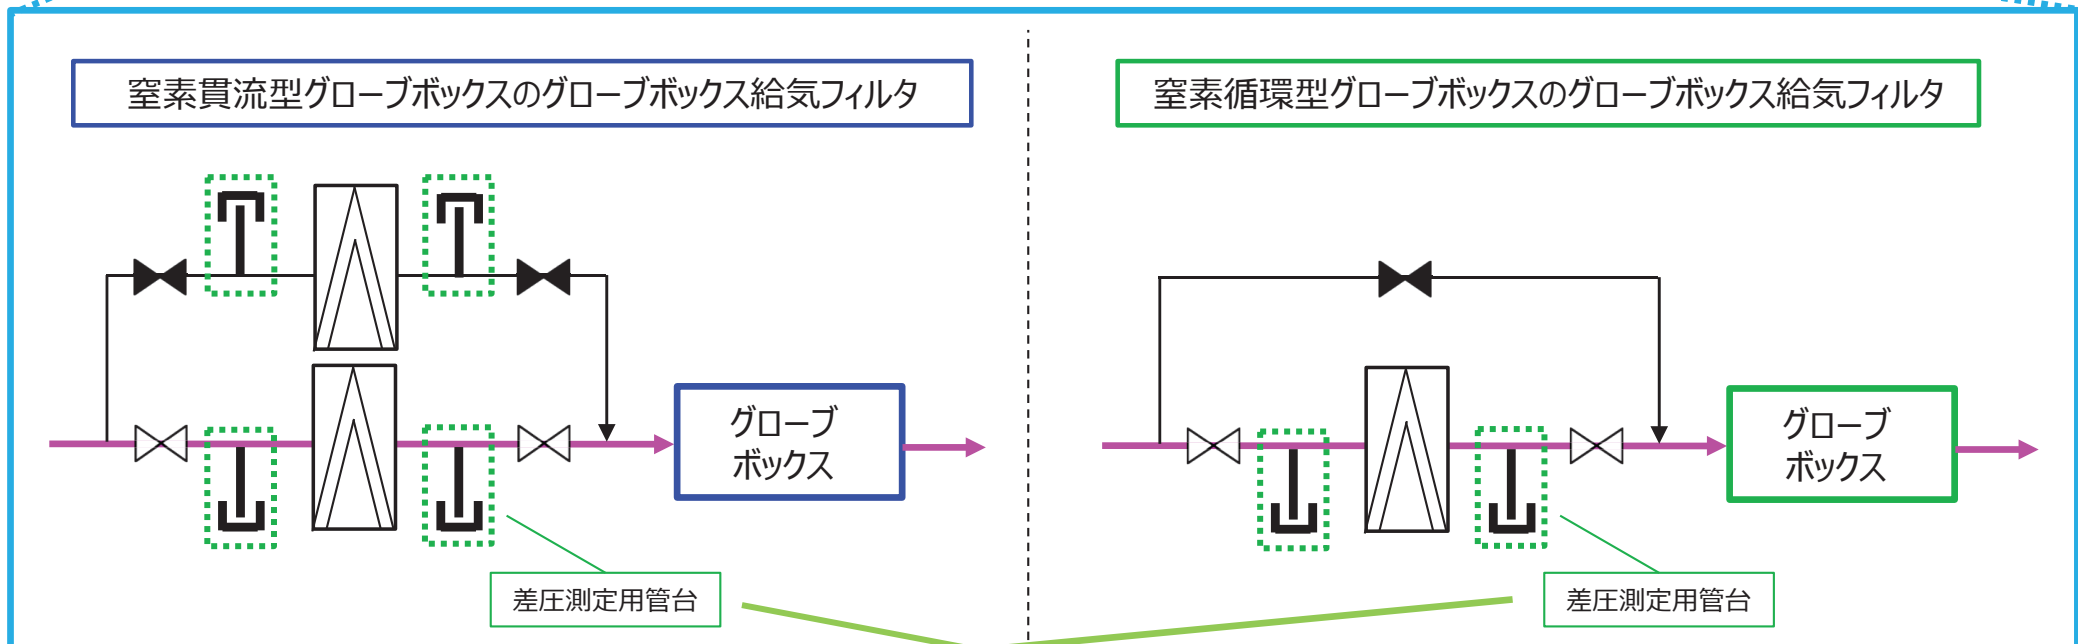 窒素貫流型グローブボックスのグローブボックス給気フィルタ
グローブ
ボックス
差圧測定用管台
窒素循環型グローブボックスのグローブボックス給気フィルタ
グローブ
ボックス
差圧測定用管台